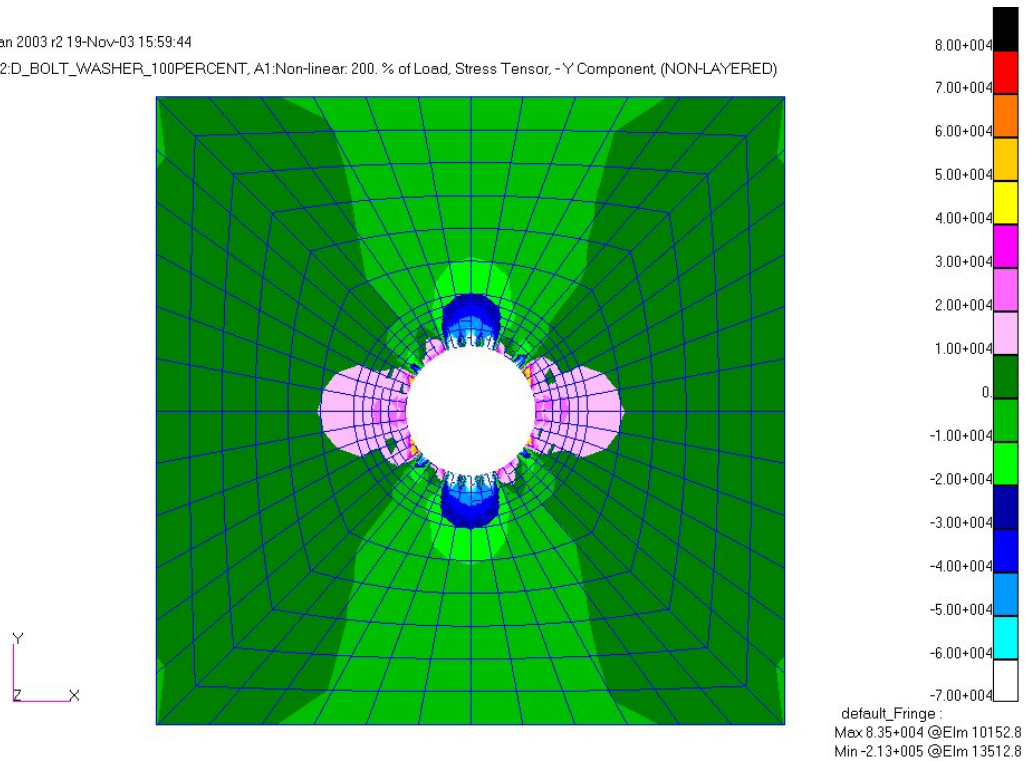 an 2003 r2 19-Nov-03 15:59:44
2:D_BOLT_WASHER_100PERCENT, A1:Non-linear: 200. % of Load, Stress Tensor, - Y Component, (NON-LAYERED)
8.00+004
7.00+004
6.00+004
5.00+004
4.00+004
3.00+004
2.00+004
1.00+004
0.
-1.00+004
-2.00+004
-3.00+004
-4.00+004
-5.00+004
-6.00+004
-7.00+004
Y
Z X
default_Fringe :
Max 8.35+004 @Elm 10152.8
Min -2.13+005 @Elm 13512.8